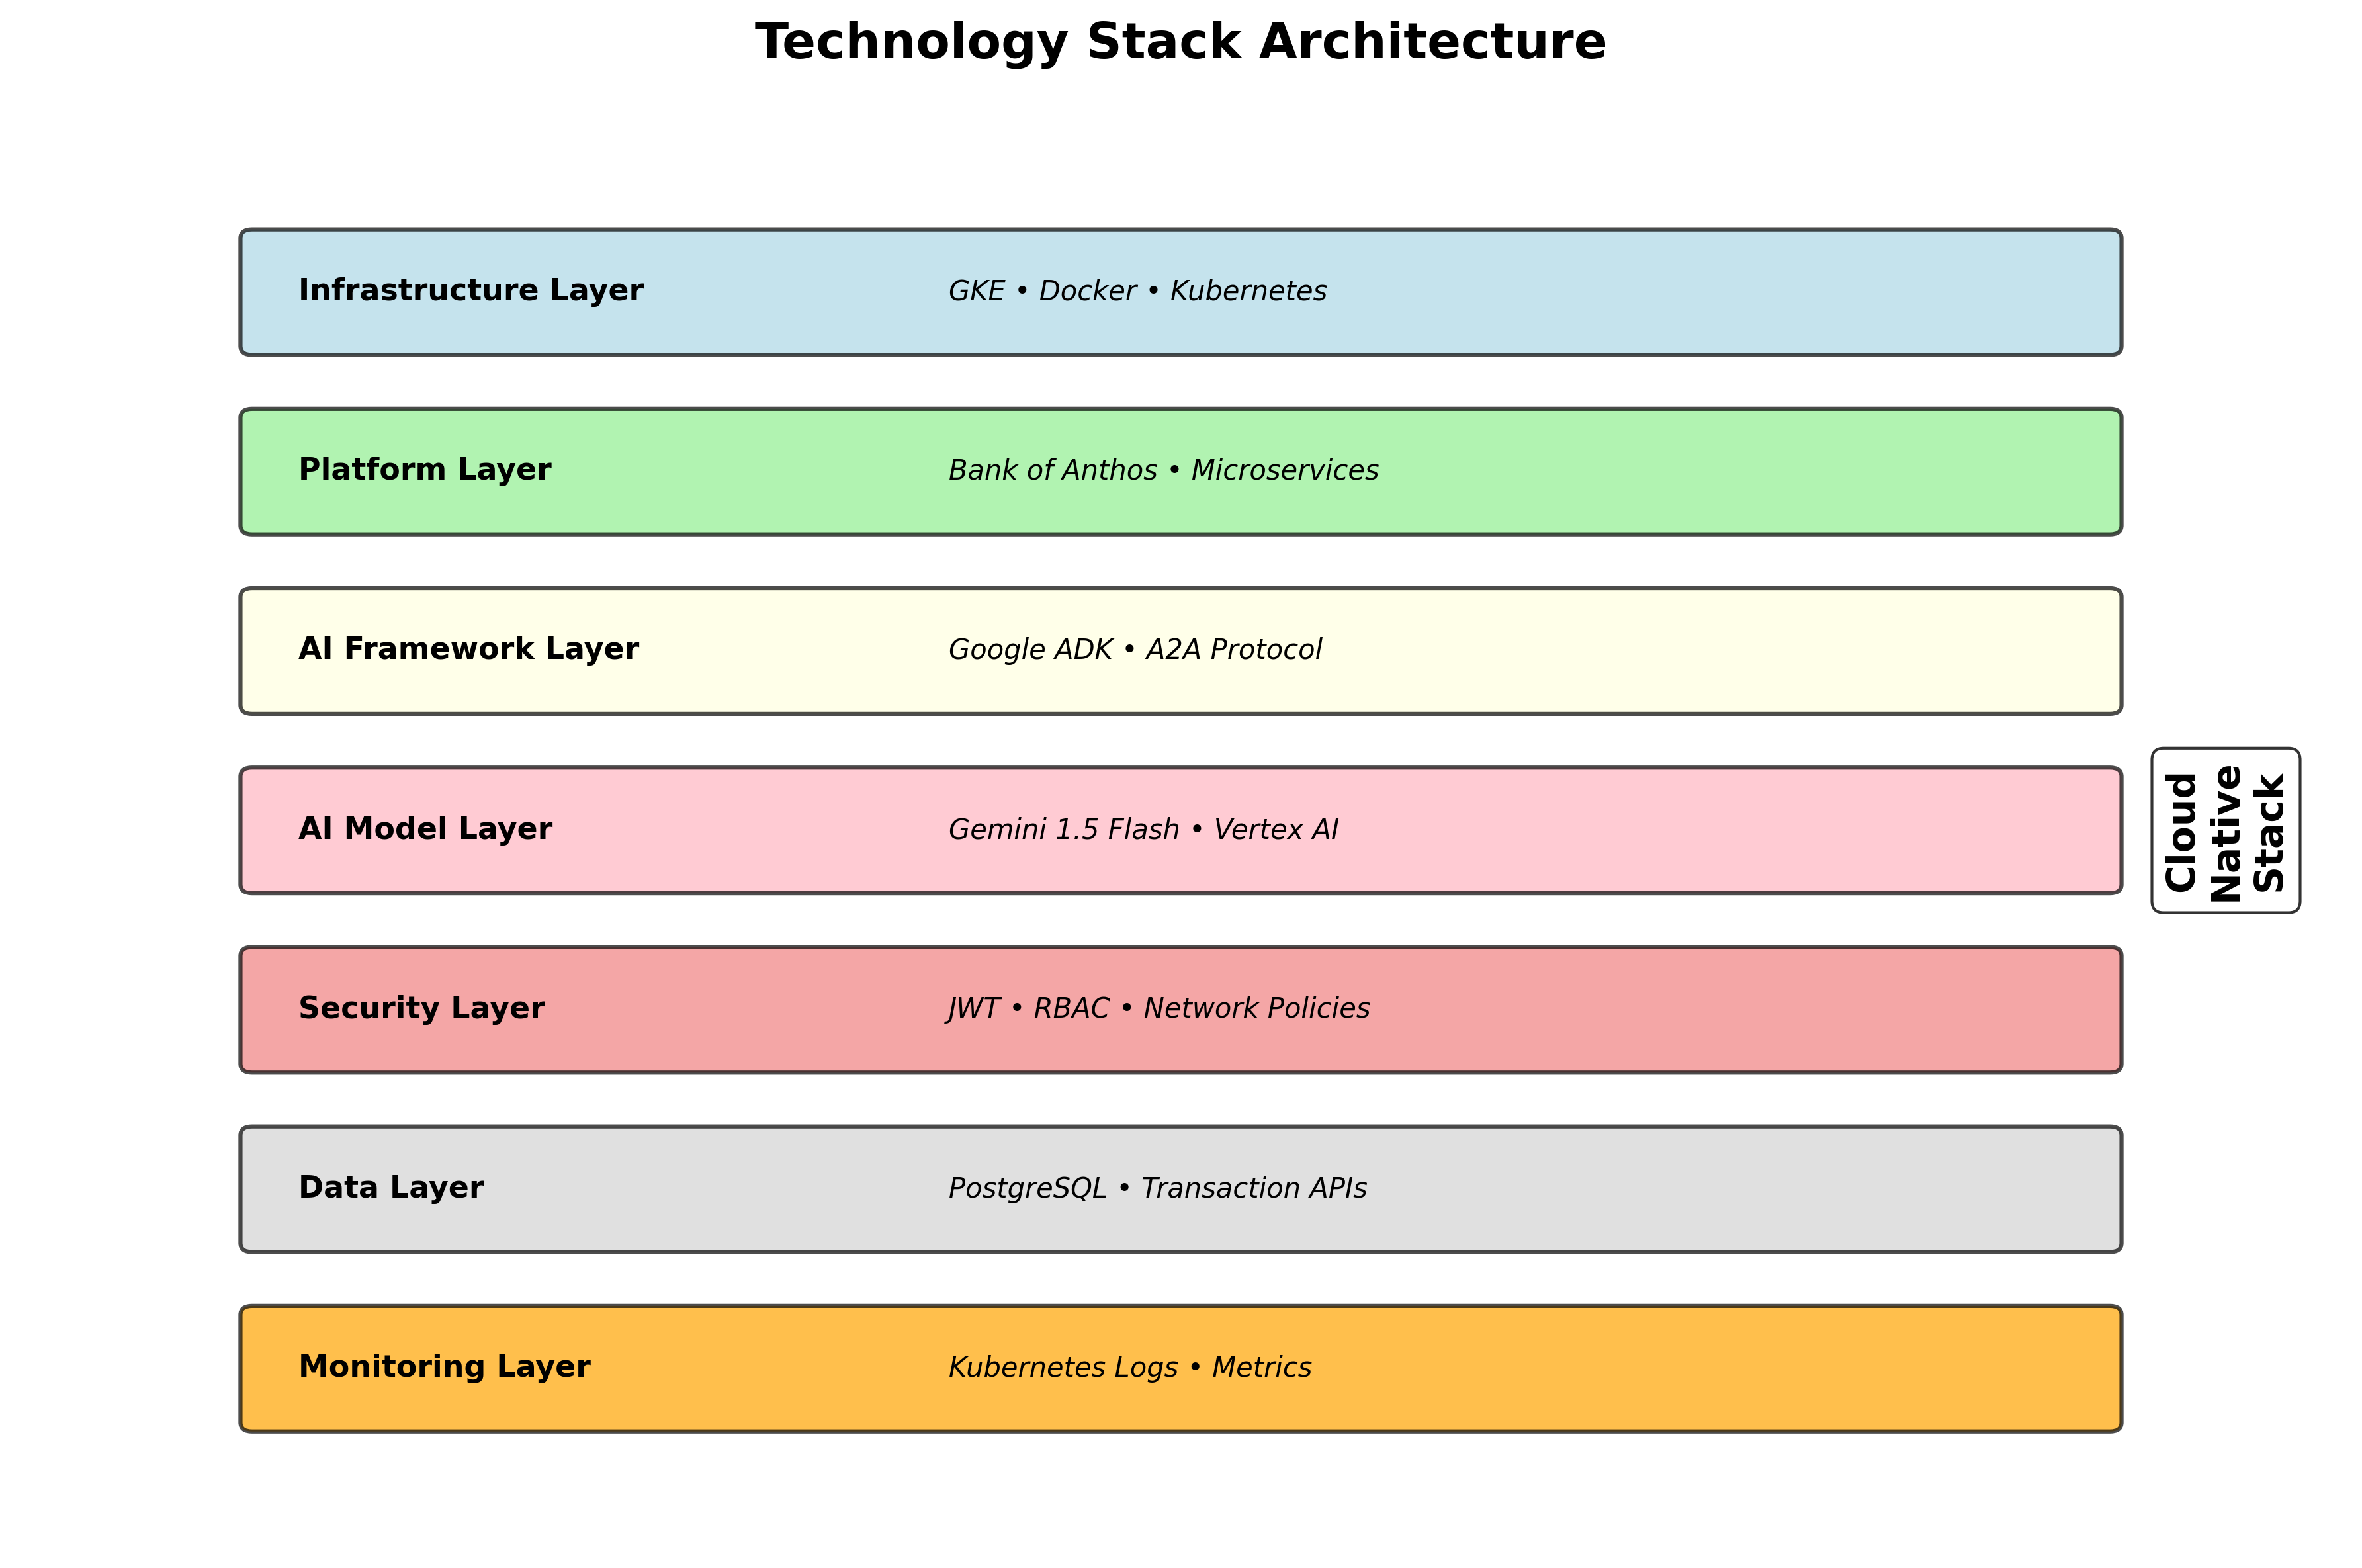 Technology Stack Architecture
Infrastructure Layer
GKE • Docker • Kubernetes
Platform Layer
Bank of Anthos • Microservices
AI Framework Layer
Google ADK • A2A Protocol
AI Model Layer
Gemini 1.5 Flash • Vertex AI
Security Layer
JWT • RBAC • Network Policies
Data Layer
PostgreSQL • Transaction APIs
Monitoring Layer
Kubernetes Logs • Metrics
Cloud
Native
Stack